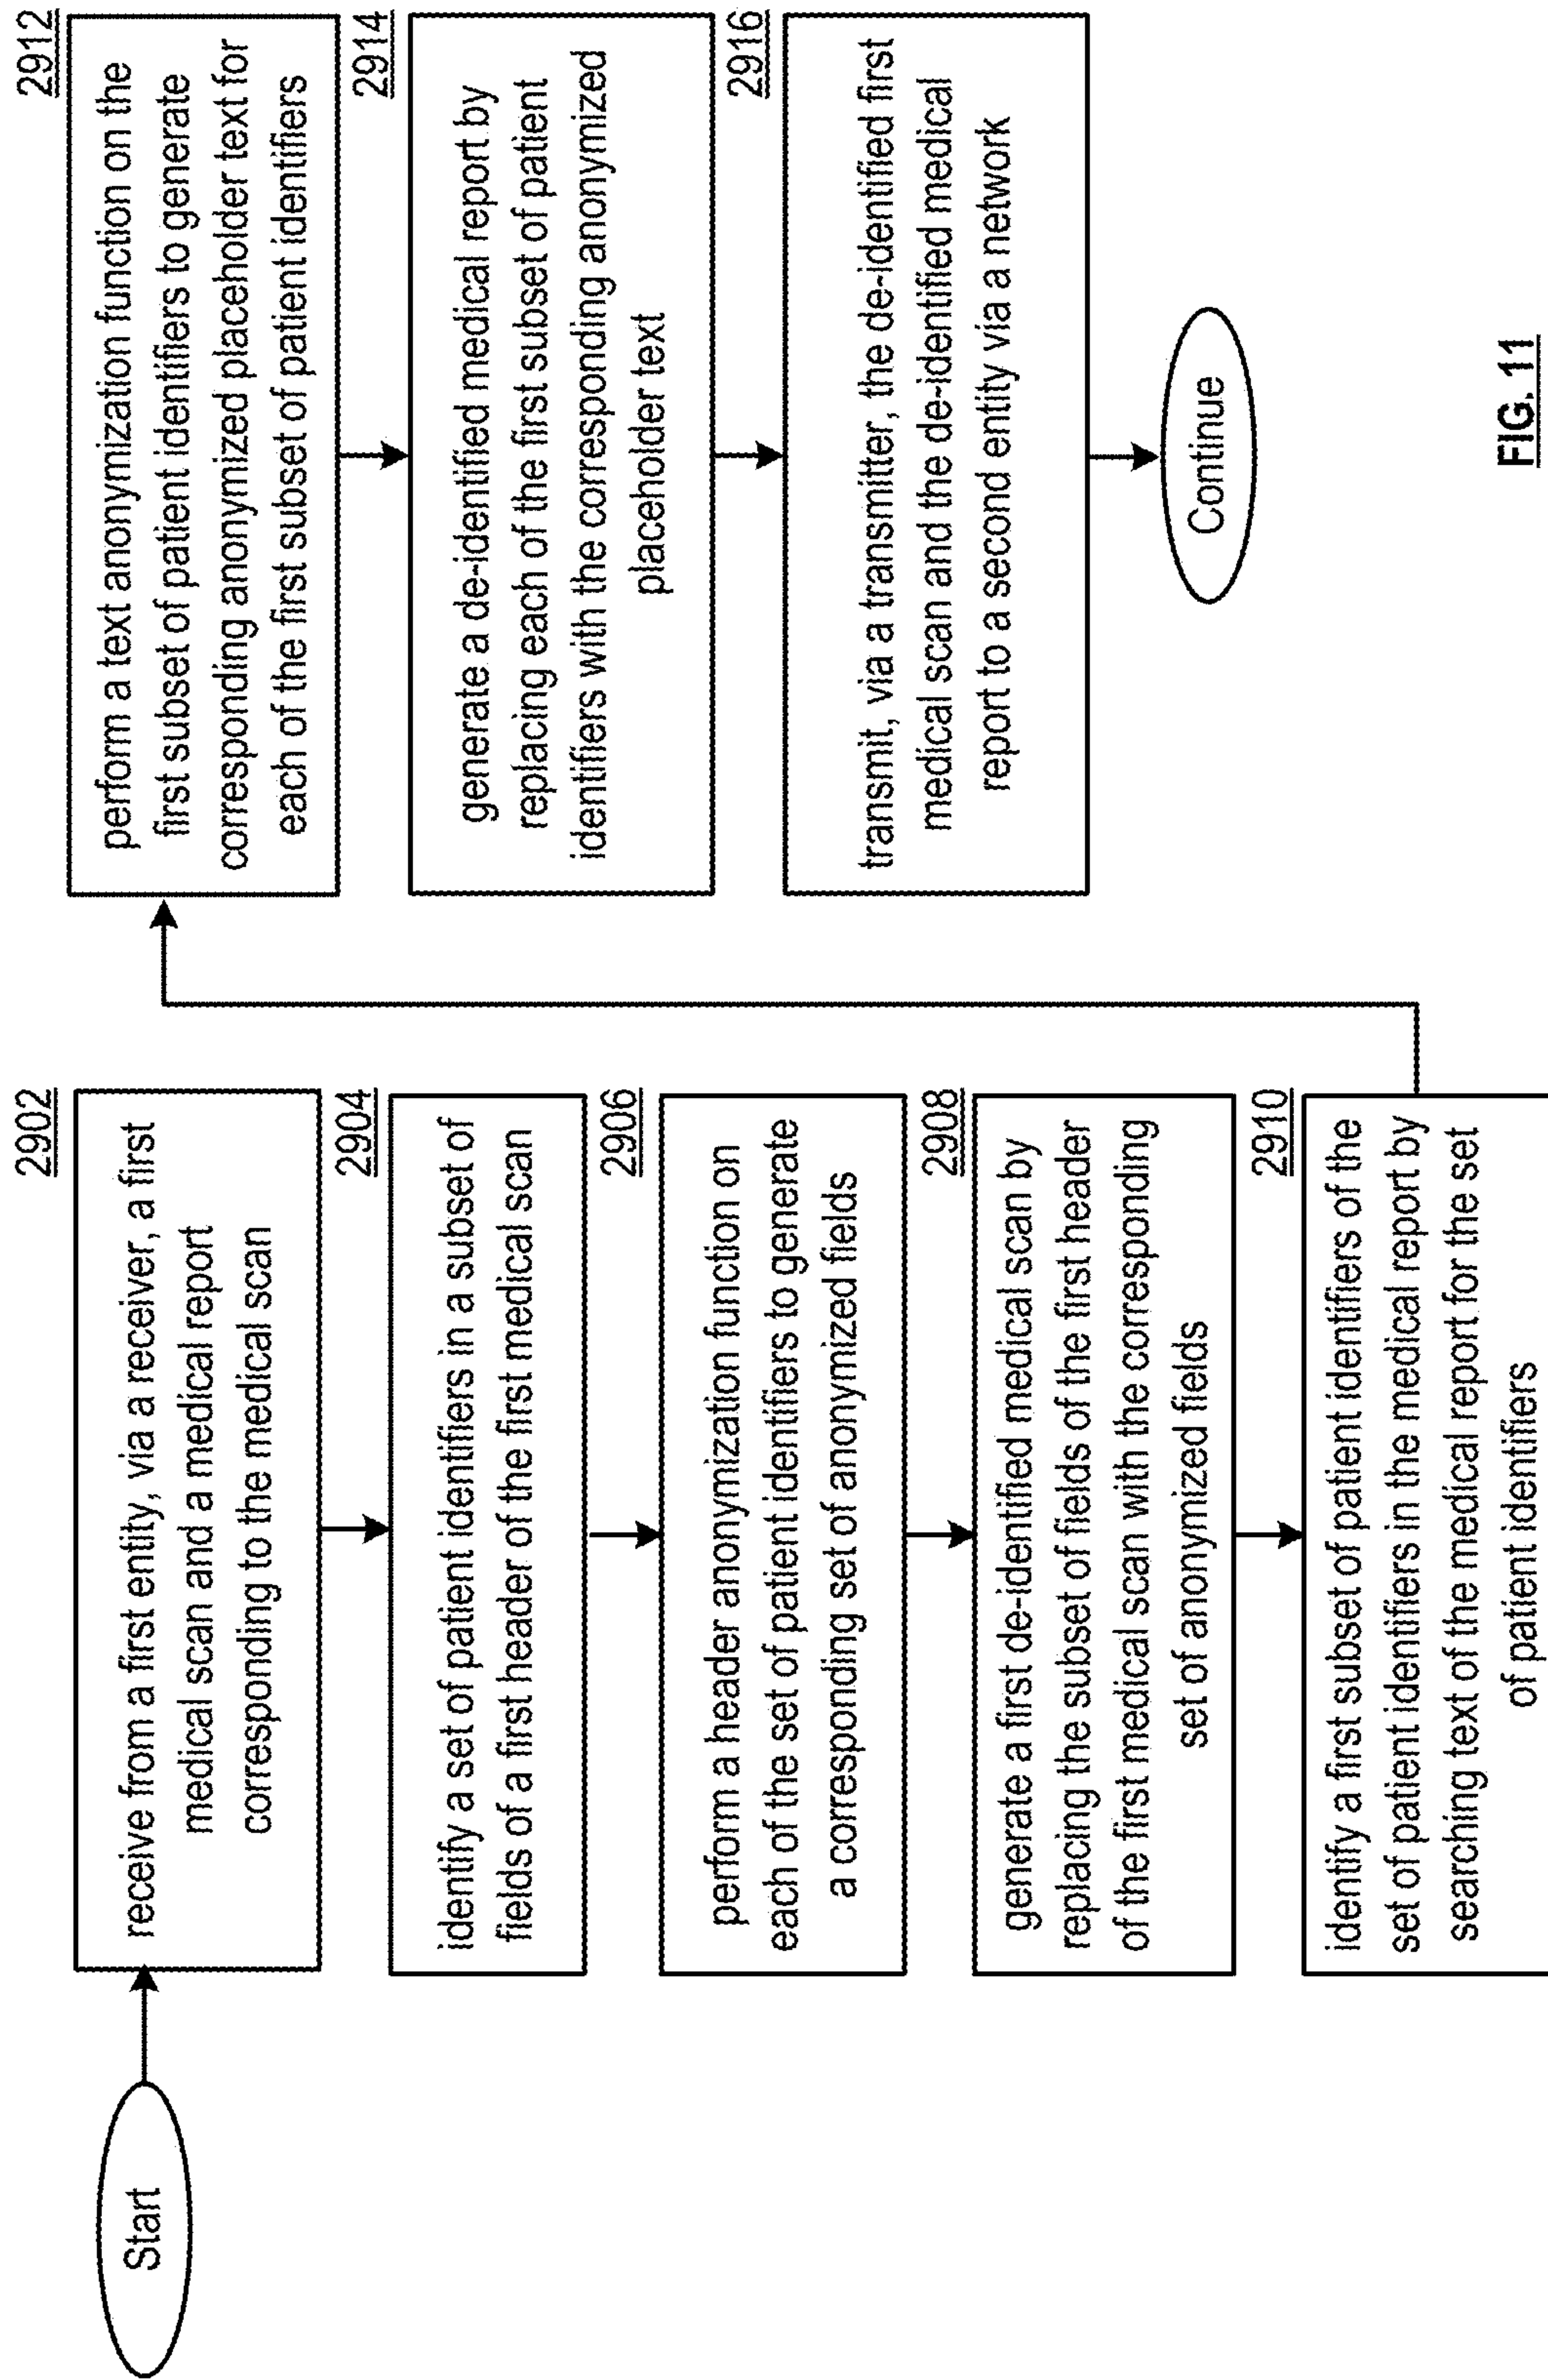 Start
2902
receive from a first entity, via a receiver, a first
medical scan and a medical report
corresponding to the medical scan
2904
identify a set of patient identifiers in a subset of
fields of a first header of the first medical scan
2906
perform a header anonymization function on
each of the set of patient identifiers to generate
a corresponding set of anonymized fields
2908
generate a first de-identified medical scan by
replacing the subset of fields of the first header
of the first medical scan with the corresponding
set of anonymized fields
2910
identify a first subset of patient identifiers of the
set of patient identifiers in the medical report by
searching text of the medical report for the set
of patient identifiers
2912
perform a text anonymization function on the
first subset of patient identifiers to generate
corresponding anonymized placeholder text for
each of the first subset of patient identifiers
2914
generate a de-identified medical report by
replacing each of the first subset of patient
identifiers with the corresponding anonymized
placeholder text
2916
transmit, via a transmitter, the de-identified first
medical scan and the de-identified medical
report to a second entity via a network
Continue
FIG. 11